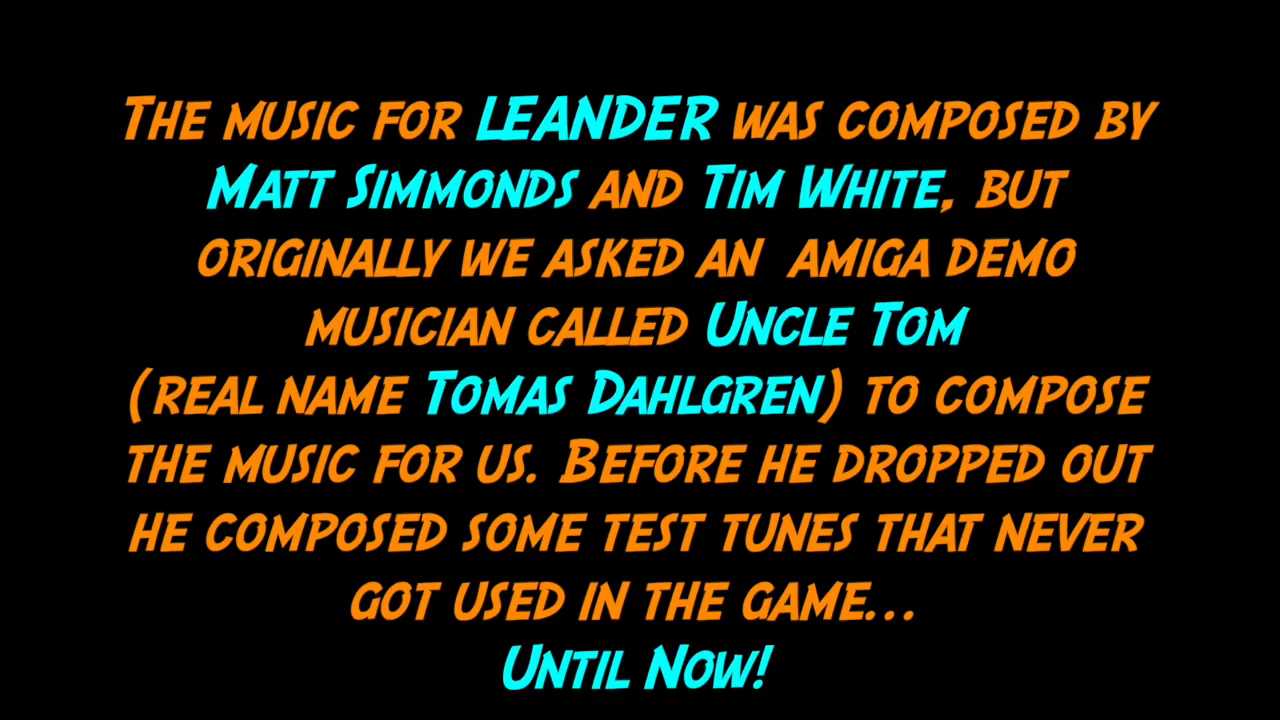 The music for LEANDER was composed by
Matt Simmonds and Tim White, but
originally we asked an  amiga demo
musician called Uncle Tom
(real name Tomas Dahlgren) to compose
the music for us. Before he dropped out
he composed some test tunes that never
got used in the game...
Until Now!